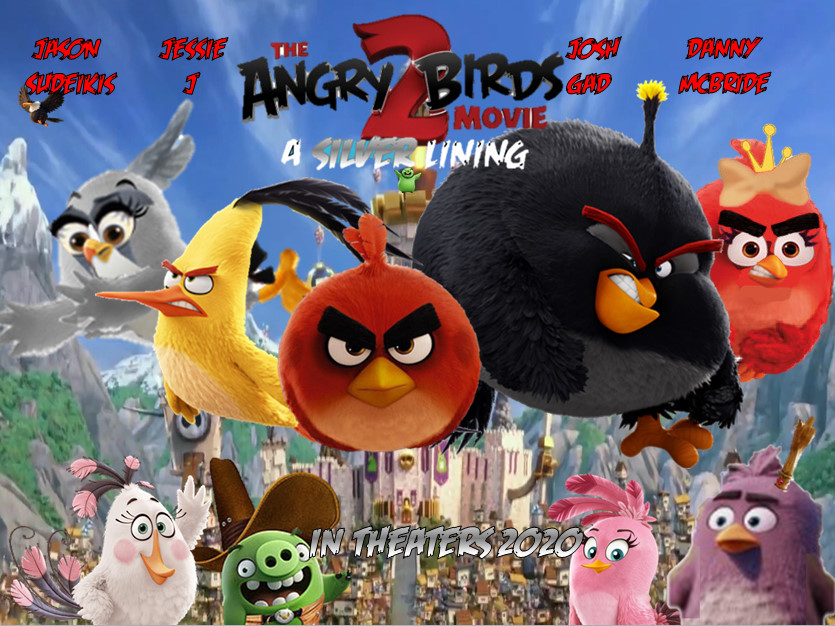 JASON
SUDEIKIS
JESSIE
J
THE
ANGRY 2 BIRDS
MOVIE
A SILVER LINING
JOSH
GAD
DANNY
MCBRIDE
IN THEATERS 2020